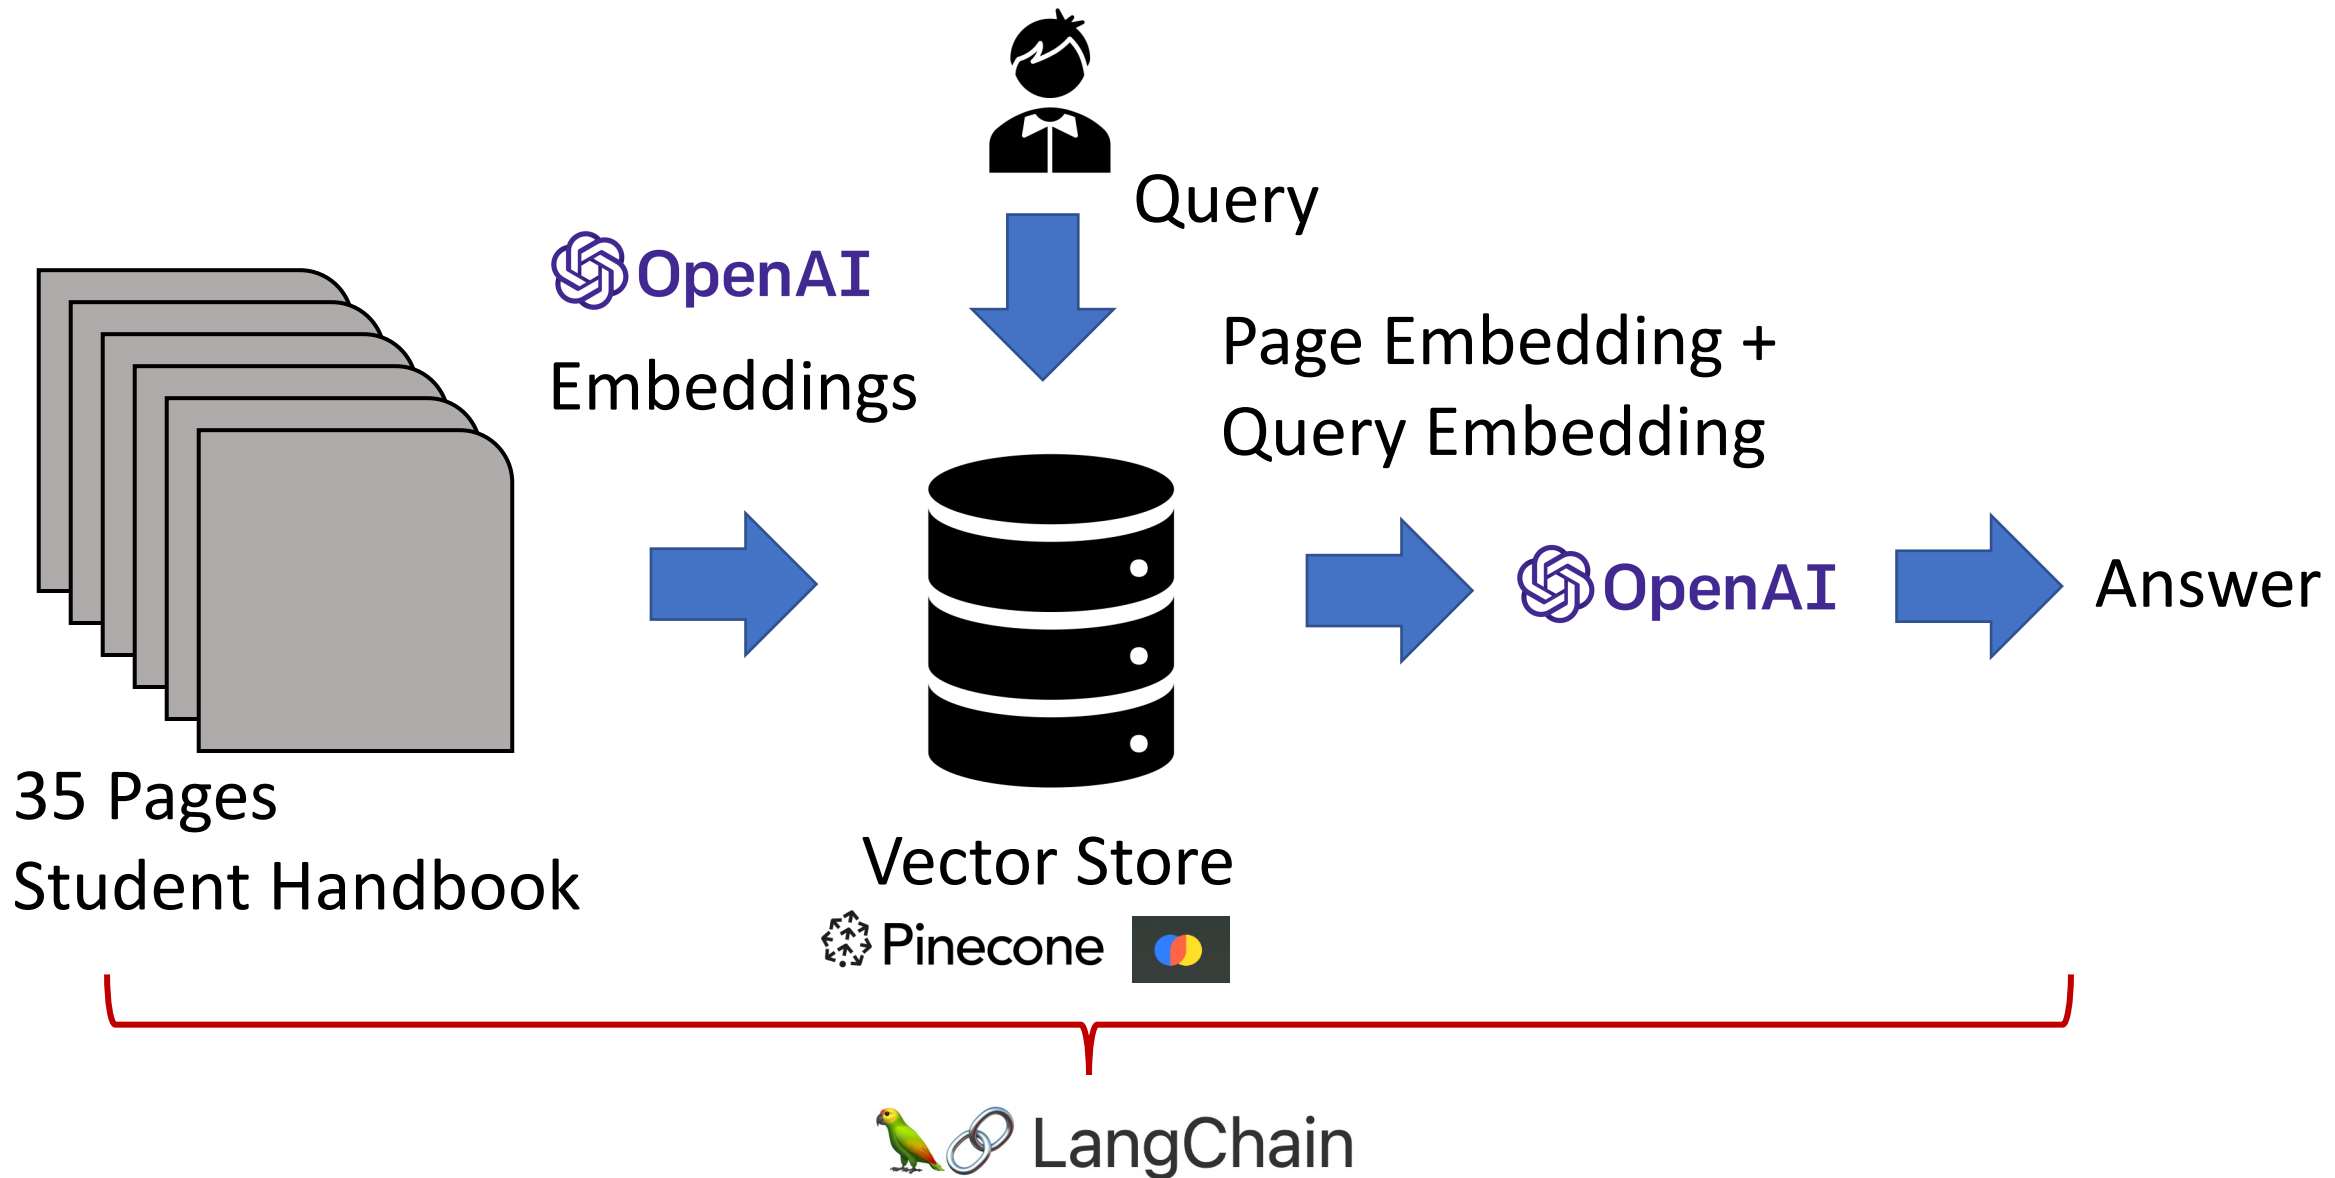 Query
OpenAI
Embeddings
Page Embedding +
Query Embedding
OpenAI
Answer
35 Pages
Student Handbook
Vector Store
Pinecone
LangChain